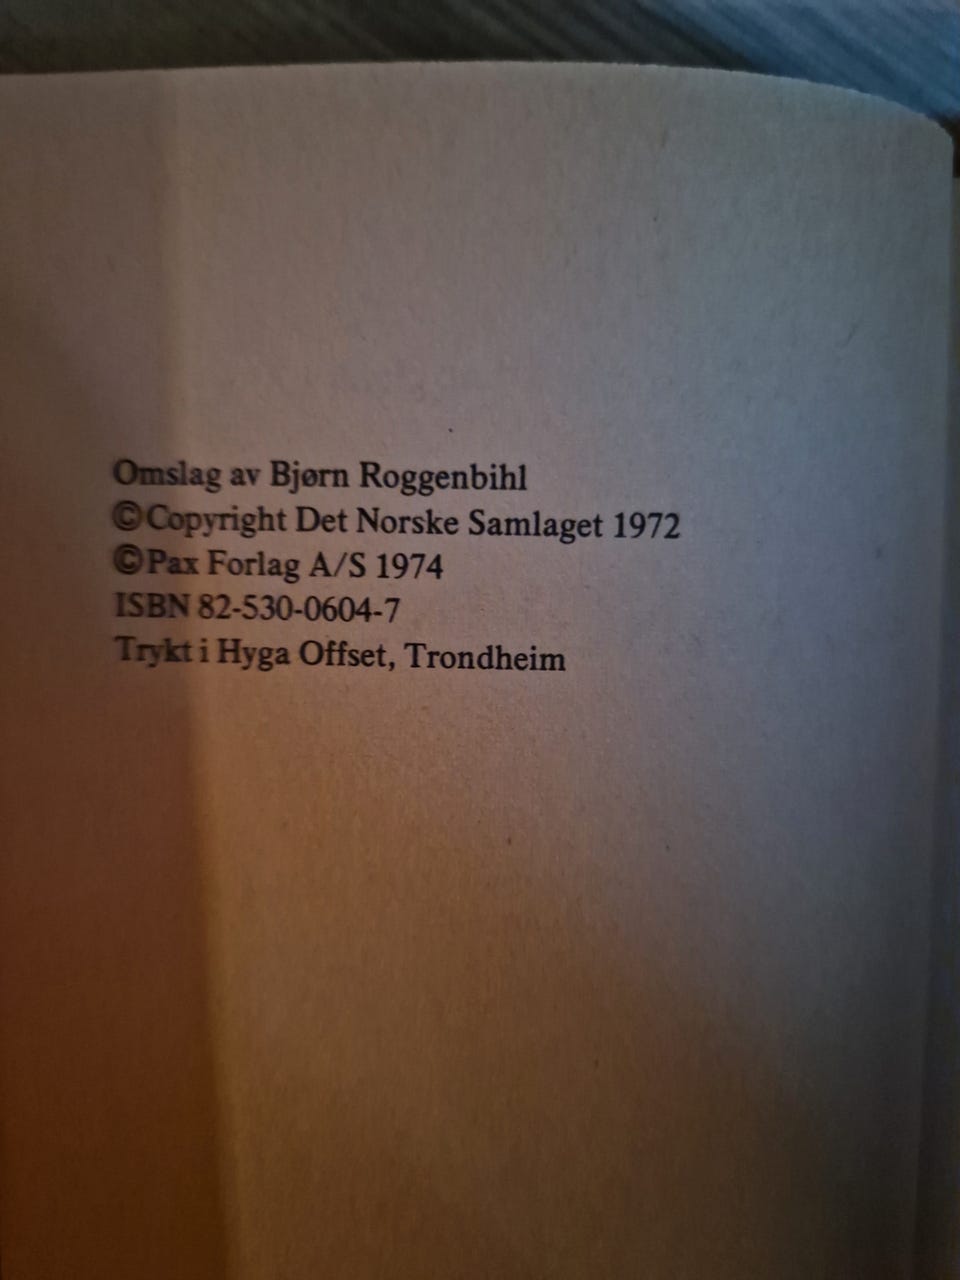 Omslag av Bjørn Roggenbihl
©Copyright Det Norske Samlaget 1972
©Pax Forlag A/S 1974
ISBN 82-530-0604-7
Trykt i Hyga Offset, Trondheim